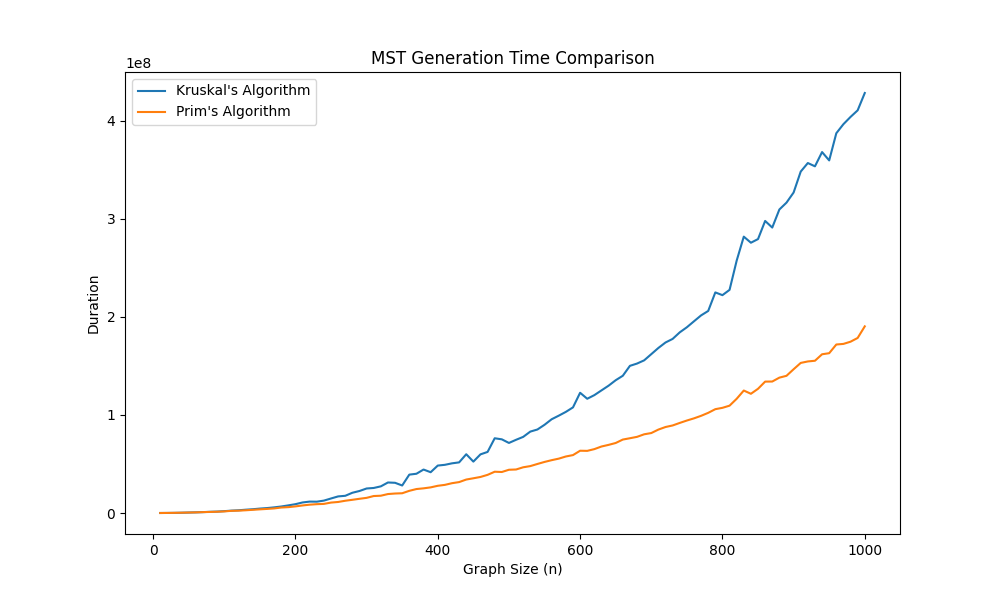 MST Generation Time Comparison
1e8
Kruskal's Algorithm
Prim's Algorithm
4
3
2
1
0
Duration
0 200 400 600 800 1000
Graph Size (n)